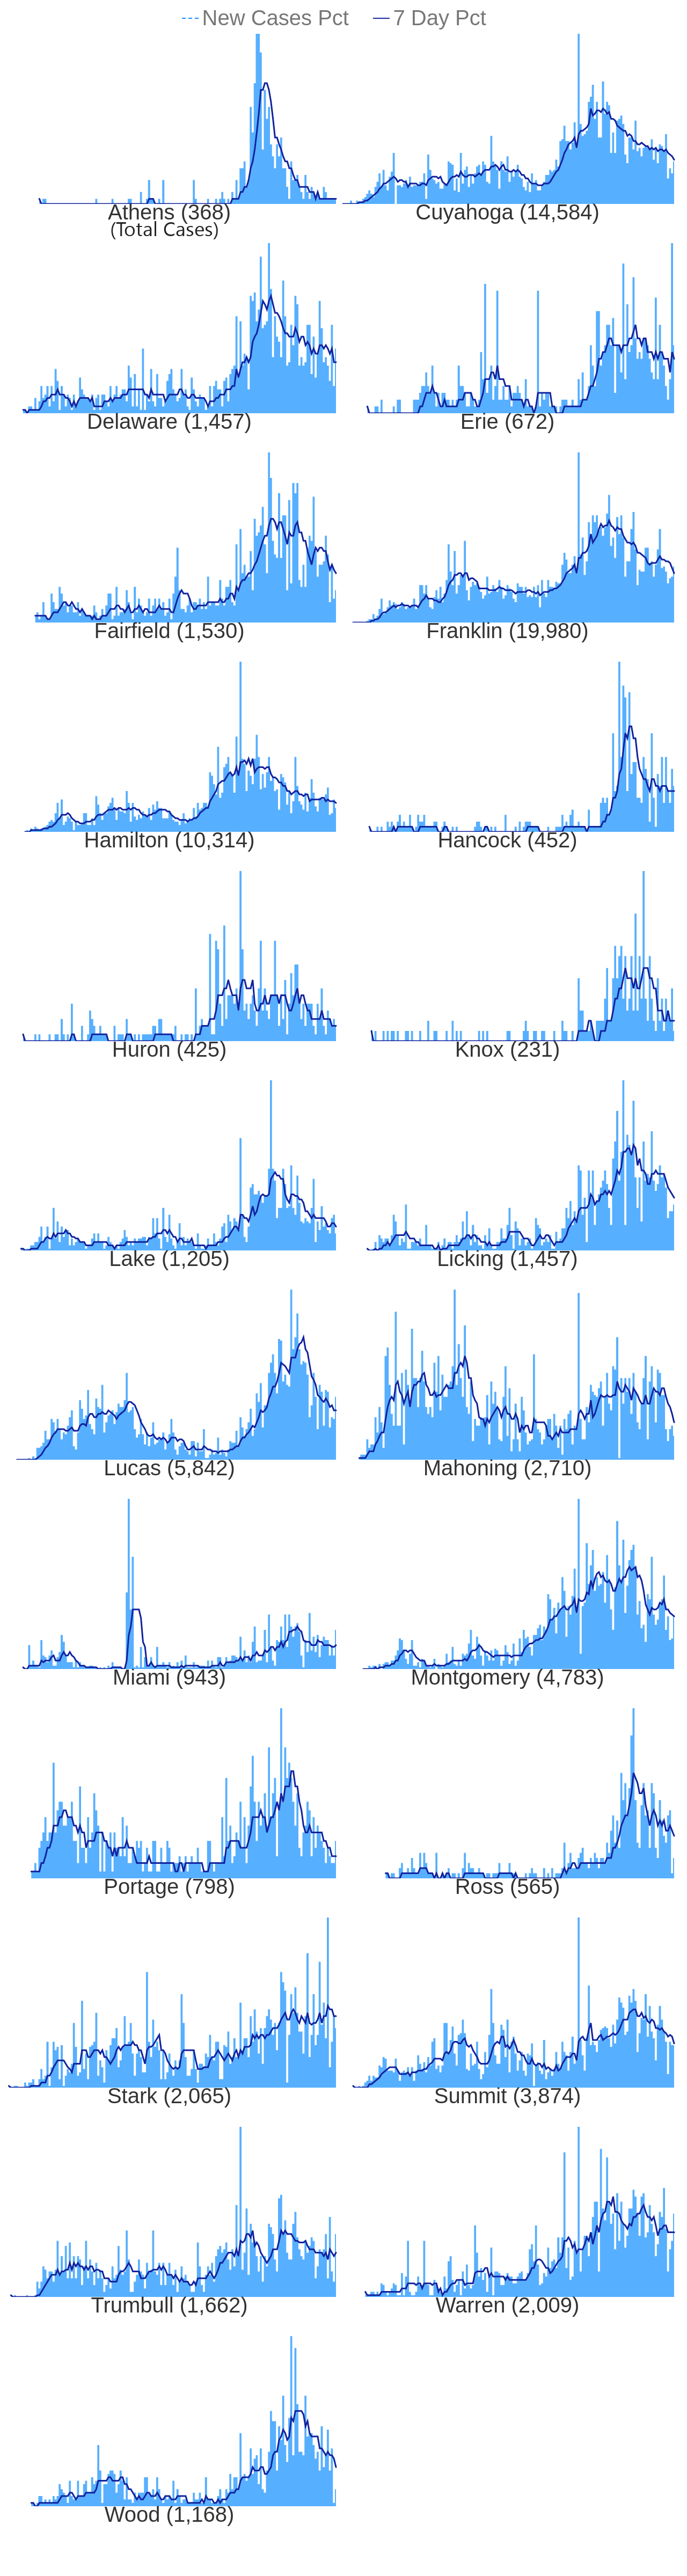 New Cases Pct 7 Day Pct
Athens (368) Cuyahoga (14,584)
(Total Cases)
Delaware (1,457) Erie (672)
Fairfield (1,530) Franklin (19,980)
Hamilton (10,314) Hancock (452)
Huron (425) Knox (231)
Lake (1,205) Licking (1,457)
Lucas (5,842) Mahoning (2,710)
Miami (943) Montgomery (4,783)
Portage (798) Ross (565)
Stark (2,065) Summit (3,874)
Trumbull (1,662) Warren (2,009)
Wood (1,168)